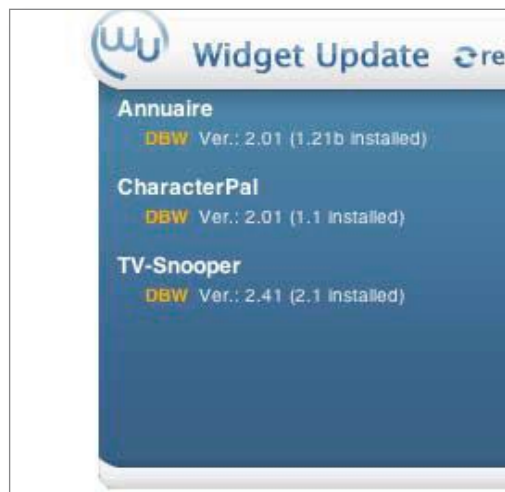 WU Widget Update re
Annuaire
DBW Ver.: 2.01 (1.21b installed)
CharacterPal
DBW Ver.: 2.01 (1.1 installed)
TV-Snooper
DBW Ver.: 2.41 (2.1 installed)